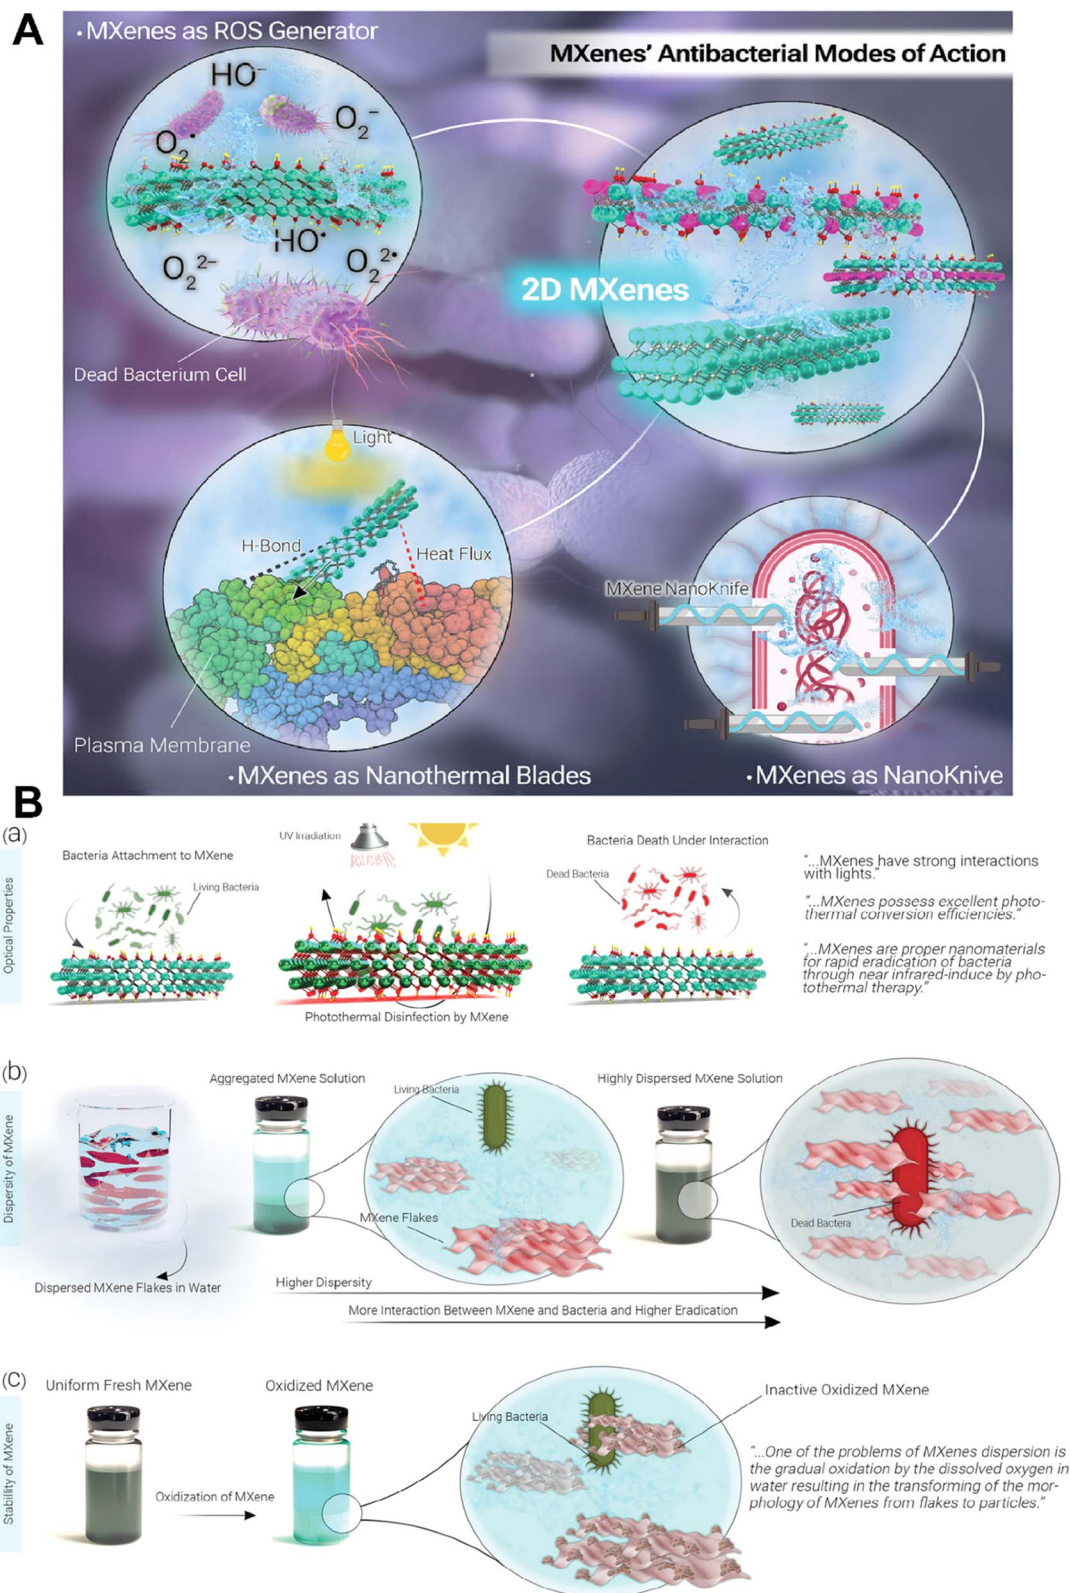 A
• MXenes as ROS Generator
MXenes' Antibacterial Modes of Action
HO⁻
O₂⁻
O₂•
HO•
O₂²⁻
O₂²•
2D MXenes
Dead Bacterium Cell
Light
H-Bond
Heat Flux
MXene NanoKnife
Plasma Membrane
• MXenes as Nanothermal Blades
• MXenes as NanoKnive
B
(a)
Optical Properties
Bacteria Attachment to MXene
Living Bacteria
UV Irradiation
Photothermal Disinfection by MXene
Bacteria Death Under Interaction
Dead Bacteria
"...MXenes have strong interactions
with lights."
"...MXenes possess excellent photo-
thermal conversion efficiencies."
"...MXenes are proper nanomaterials
for rapid eradication of bacteria
through near infrared-induce by pho-
tothermal therapy."
(b)
Dispersity of MXene
Aggregated MXene Solution
Living Bacteria
MXene Flakes
Highly Dispersed MXene Solution
Dead Bactera
Dispersed MXene Flakes in Water
Higher Dispersity
More Interaction Between MXene and Bacteria and Higher Eradication
(c)
Stability of MXene
Uniform Fresh MXene
Oxidized MXene
Oxidization of MXene
Living Bacteria
Inactive Oxidized MXene
"...One of the problems of MXenes dispersion is
the gradual oxidation by the dissolved oxygen in
water resulting in the transforming of the mor-
phology of MXenes from flakes to particles."